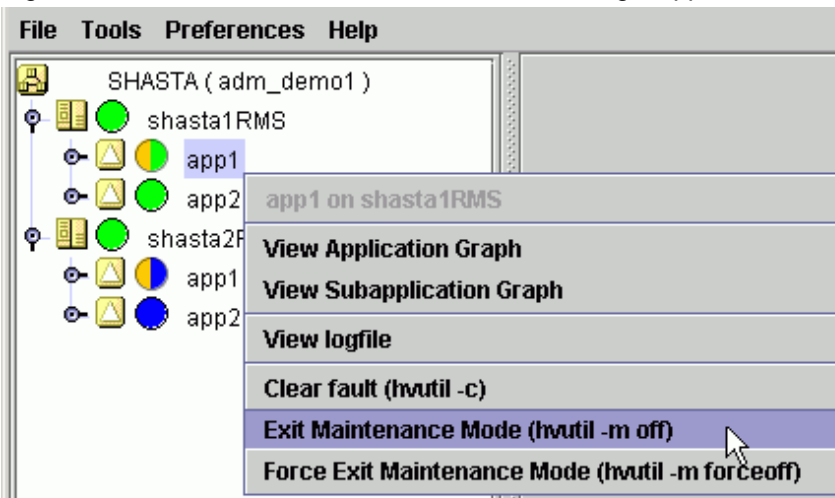 File Tools Preferences Help
SHASTA ( adm_demo1 )
shasta1RMS
app1
app2
app1 on shasta1RMS
shasta2
View Application Graph
app1
View Subapplication Graph
app2
View logfile
Clear fault (hvutil -c)
Exit Maintenance Mode (hvutil -m off)
Force Exit Maintenance Mode (hvutil -m forceoff)